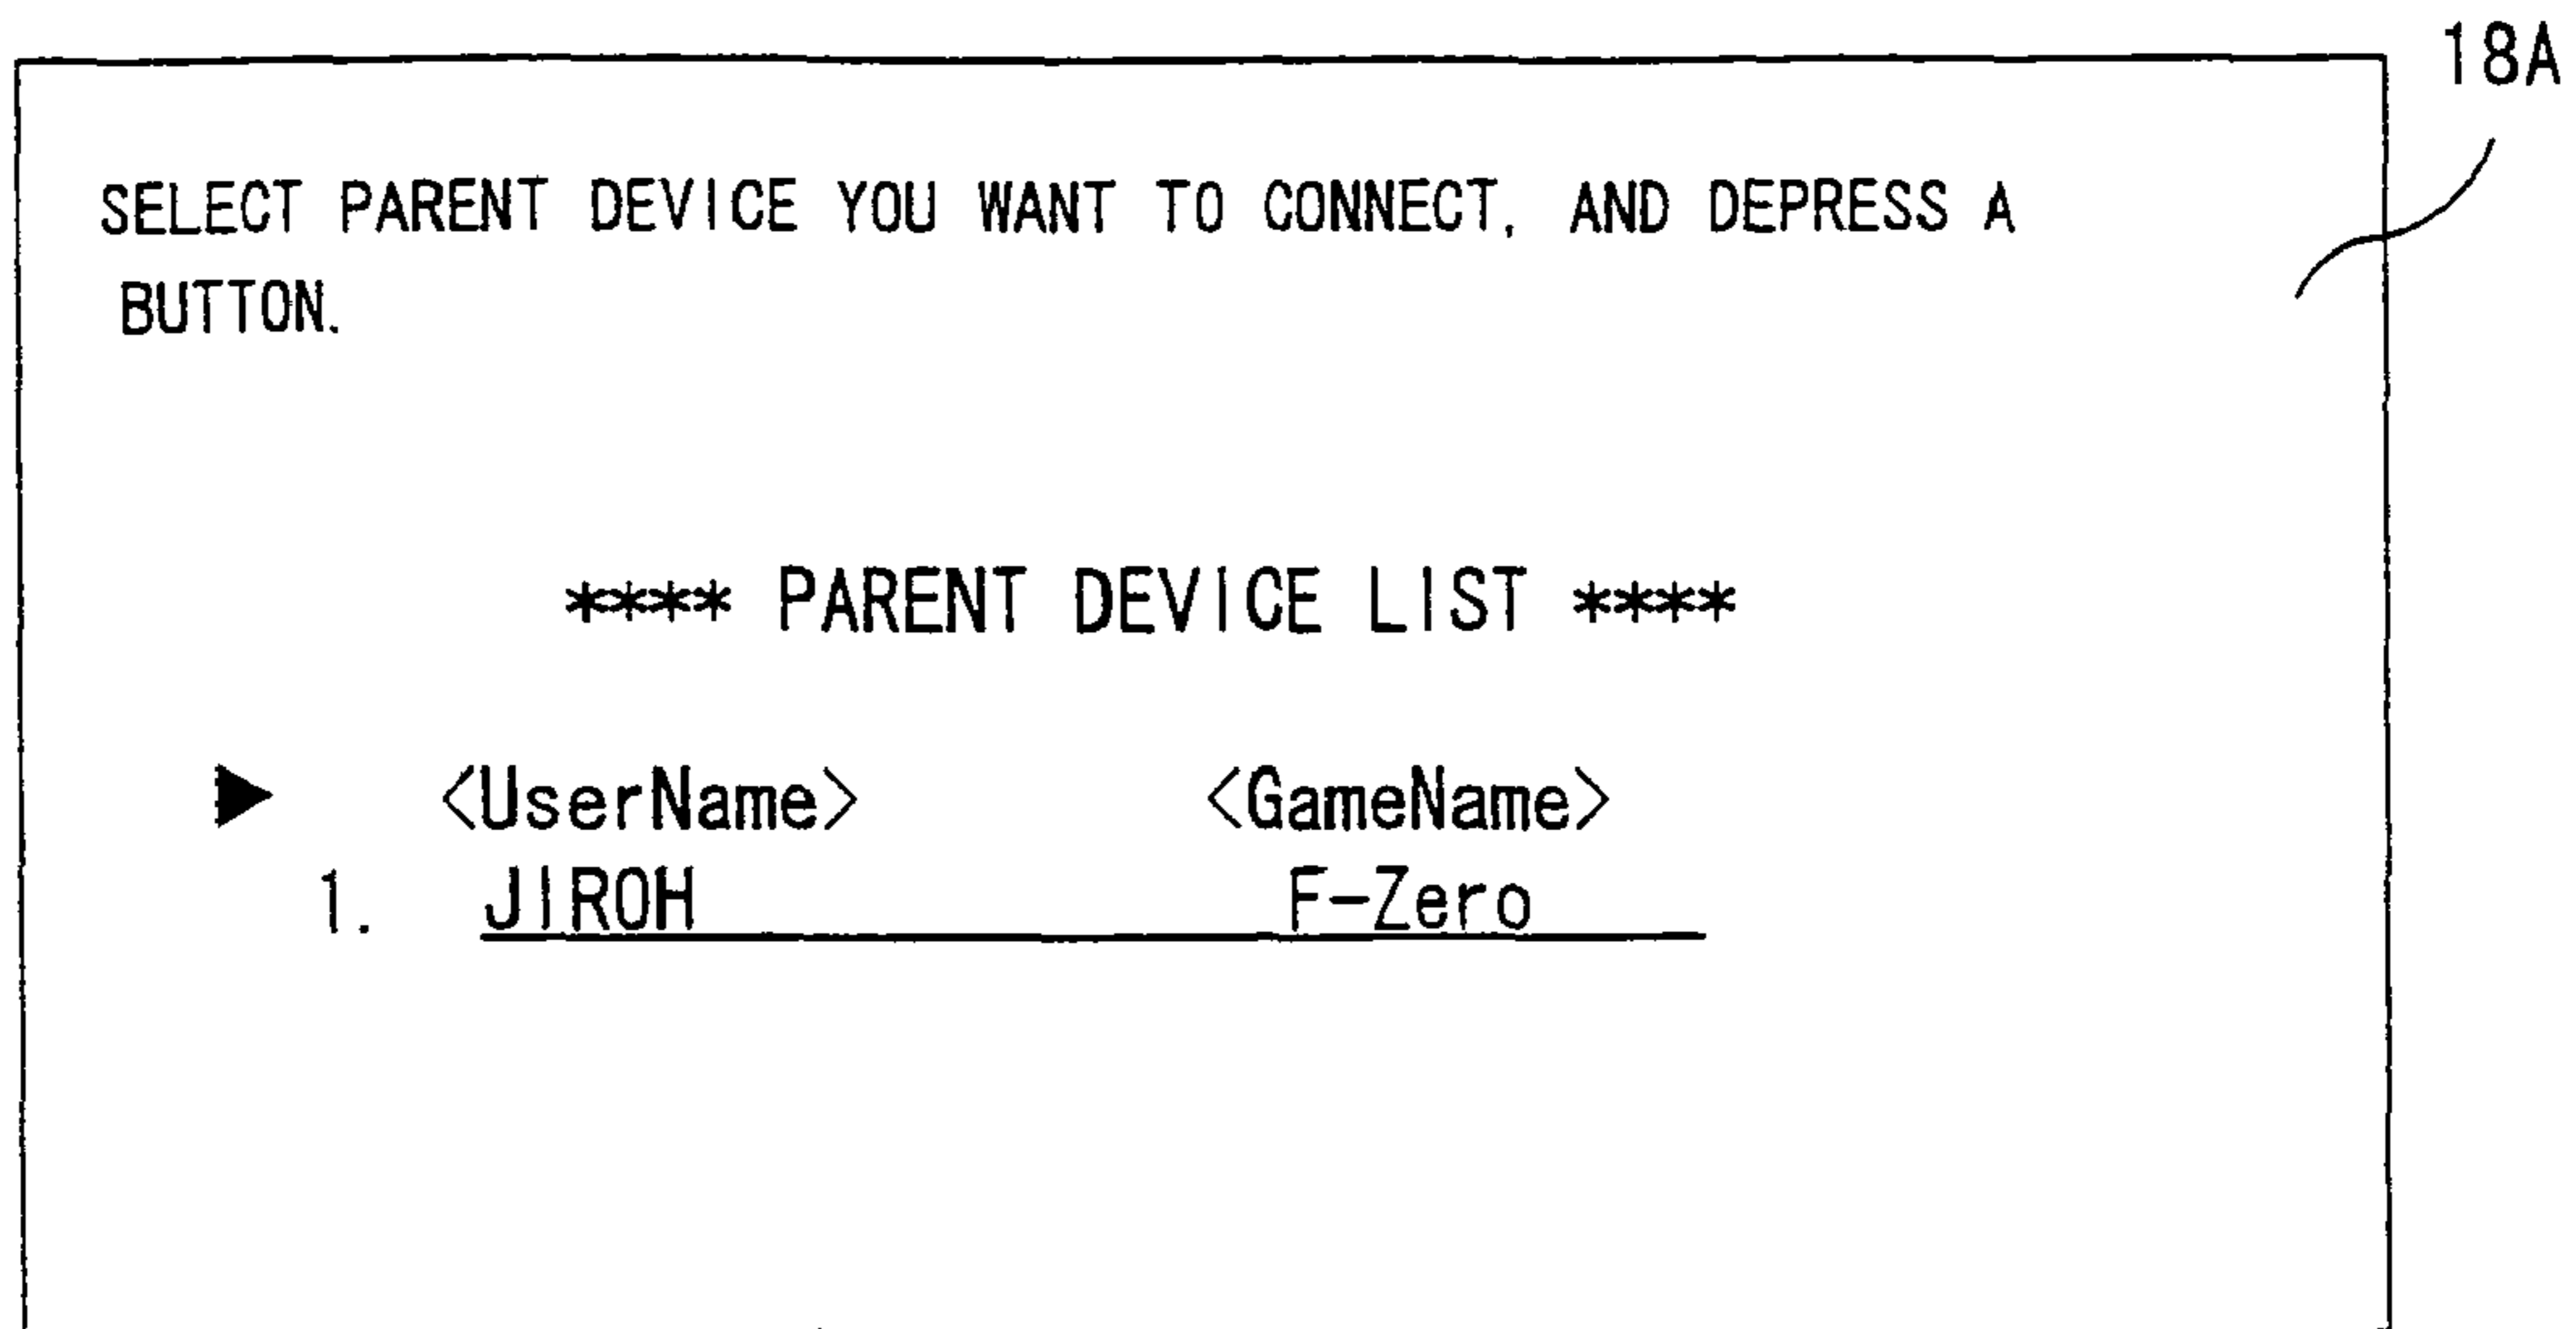 18A
SELECT PARENT DEVICE YOU WANT TO CONNECT, AND DEPRESS A
BUTTON.
**** PARENT DEVICE LIST ****
▶ <UserName> <GameName>
1. JIROH F-Zero